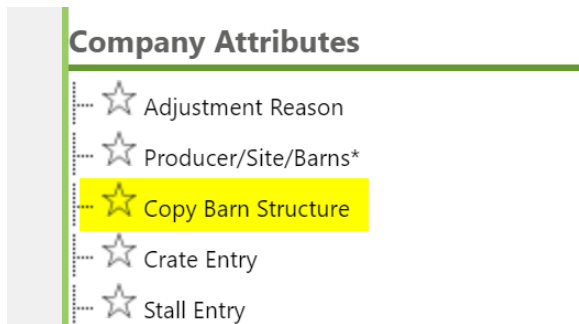 Company Attributes
Adjustment Reason
Producer/Site/Barns*
Copy Barn Structure
Crate Entry
Stall Entry